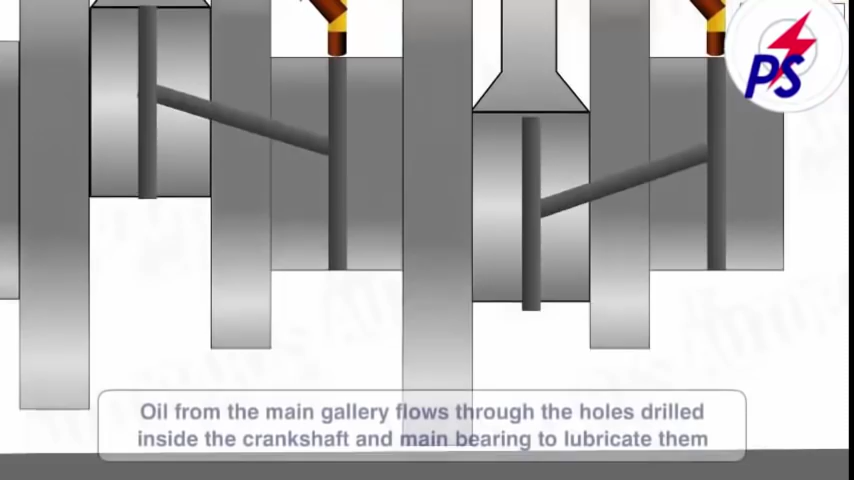 PS
Oil from the main gallery flows through the holes drilled
inside the crankshaft and main bearing to lubricate them